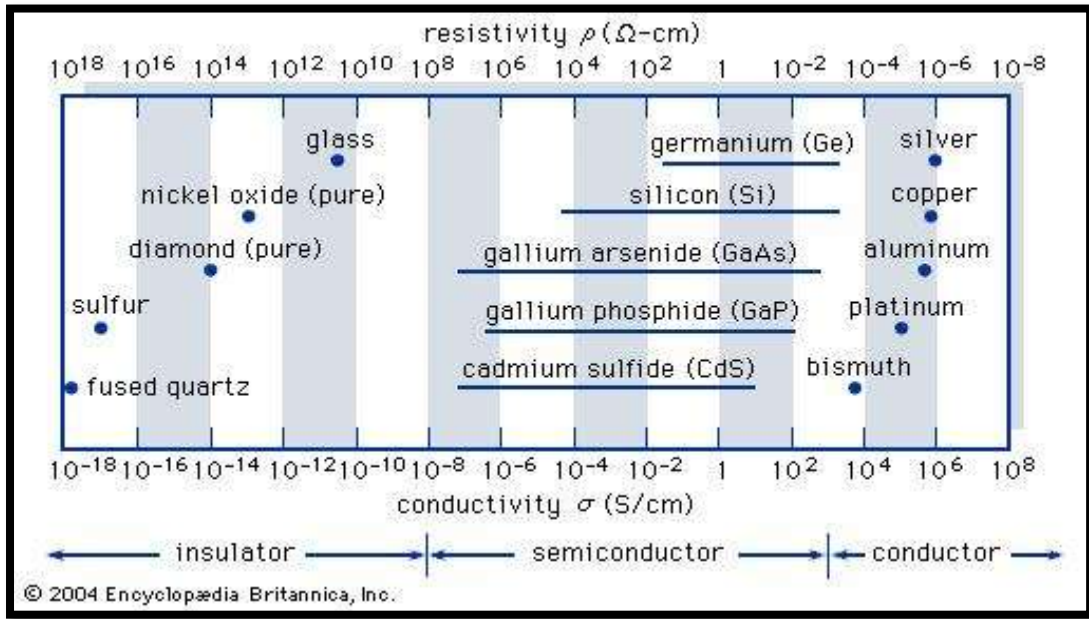 resistivity ρ (Ω-cm)
10¹⁸ 10¹⁶ 10¹⁴ 10¹² 10¹⁰ 10⁸ 10⁶ 10⁴ 10² 1 10⁻² 10⁻⁴ 10⁻⁶ 10⁻⁸
glass germanium (Ge) silver
nickel oxide (pure) silicon (Si) copper
diamond (pure) gallium arsenide (GaAs) aluminum
sulfur gallium phosphide (GaP) platinum
fused quartz cadmium sulfide (CdS) bismuth
10⁻¹⁸ 10⁻¹⁶ 10⁻¹⁴ 10⁻¹² 10⁻¹⁰ 10⁻⁸ 10⁻⁶ 10⁻⁴ 10⁻² 1 10² 10⁴ 10⁶ 10⁸
conductivity σ (S/cm)
insulator semiconductor conductor
© 2004 Encyclopædia Britannica, Inc.